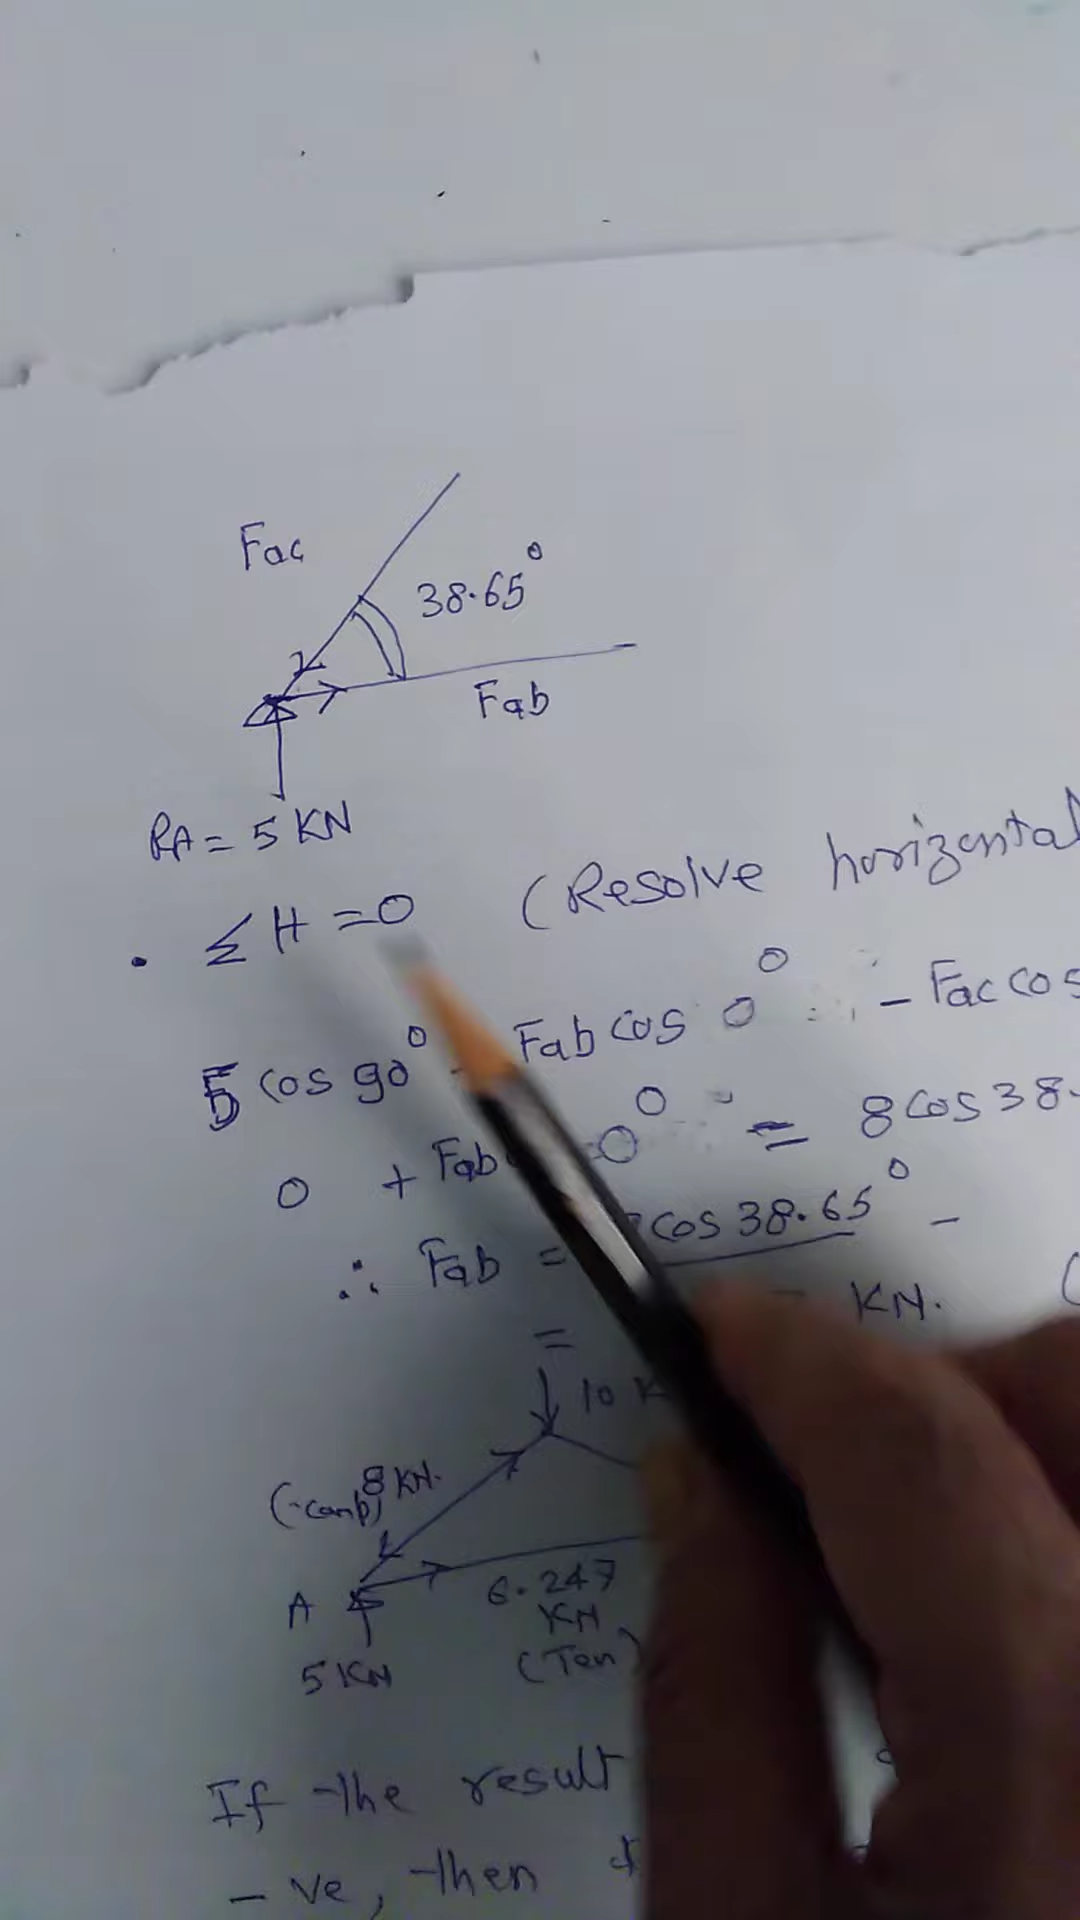 Fac
38.65°
Fab
RA = 5 KN
• ΣH = 0 (Resolve horizontal
5 cos 90° Fab cos 0° - Fac cos
0 + Fab 0° = 8 cos 38.
∴ Fab = cos 38.65° -
= KN. (
10 K
8 KN.
(-comp)
A
6.247
KN
(Ten)
5 KN
If the result
- ve, then